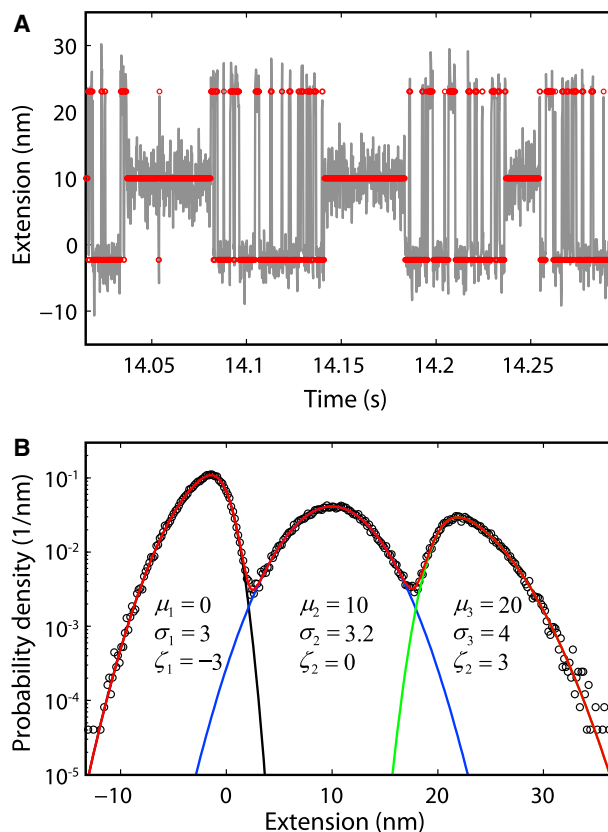 A
Extension (nm)
30
20
10
0
−10
14.05 14.1 14.15 14.2 14.25
Time (s)
B
Probability density (1/nm)
10⁻¹
10⁻²
10⁻³
10⁻⁴
10⁻⁵
μ₁ = 0 μ₂ = 10 μ₃ = 20
σ₁ = 3 σ₂ = 3.2 σ₃ = 4
ζ₁ = −3 ζ₂ = 0 ζ₂ = 3
−10 0 10 20 30
Extension (nm)